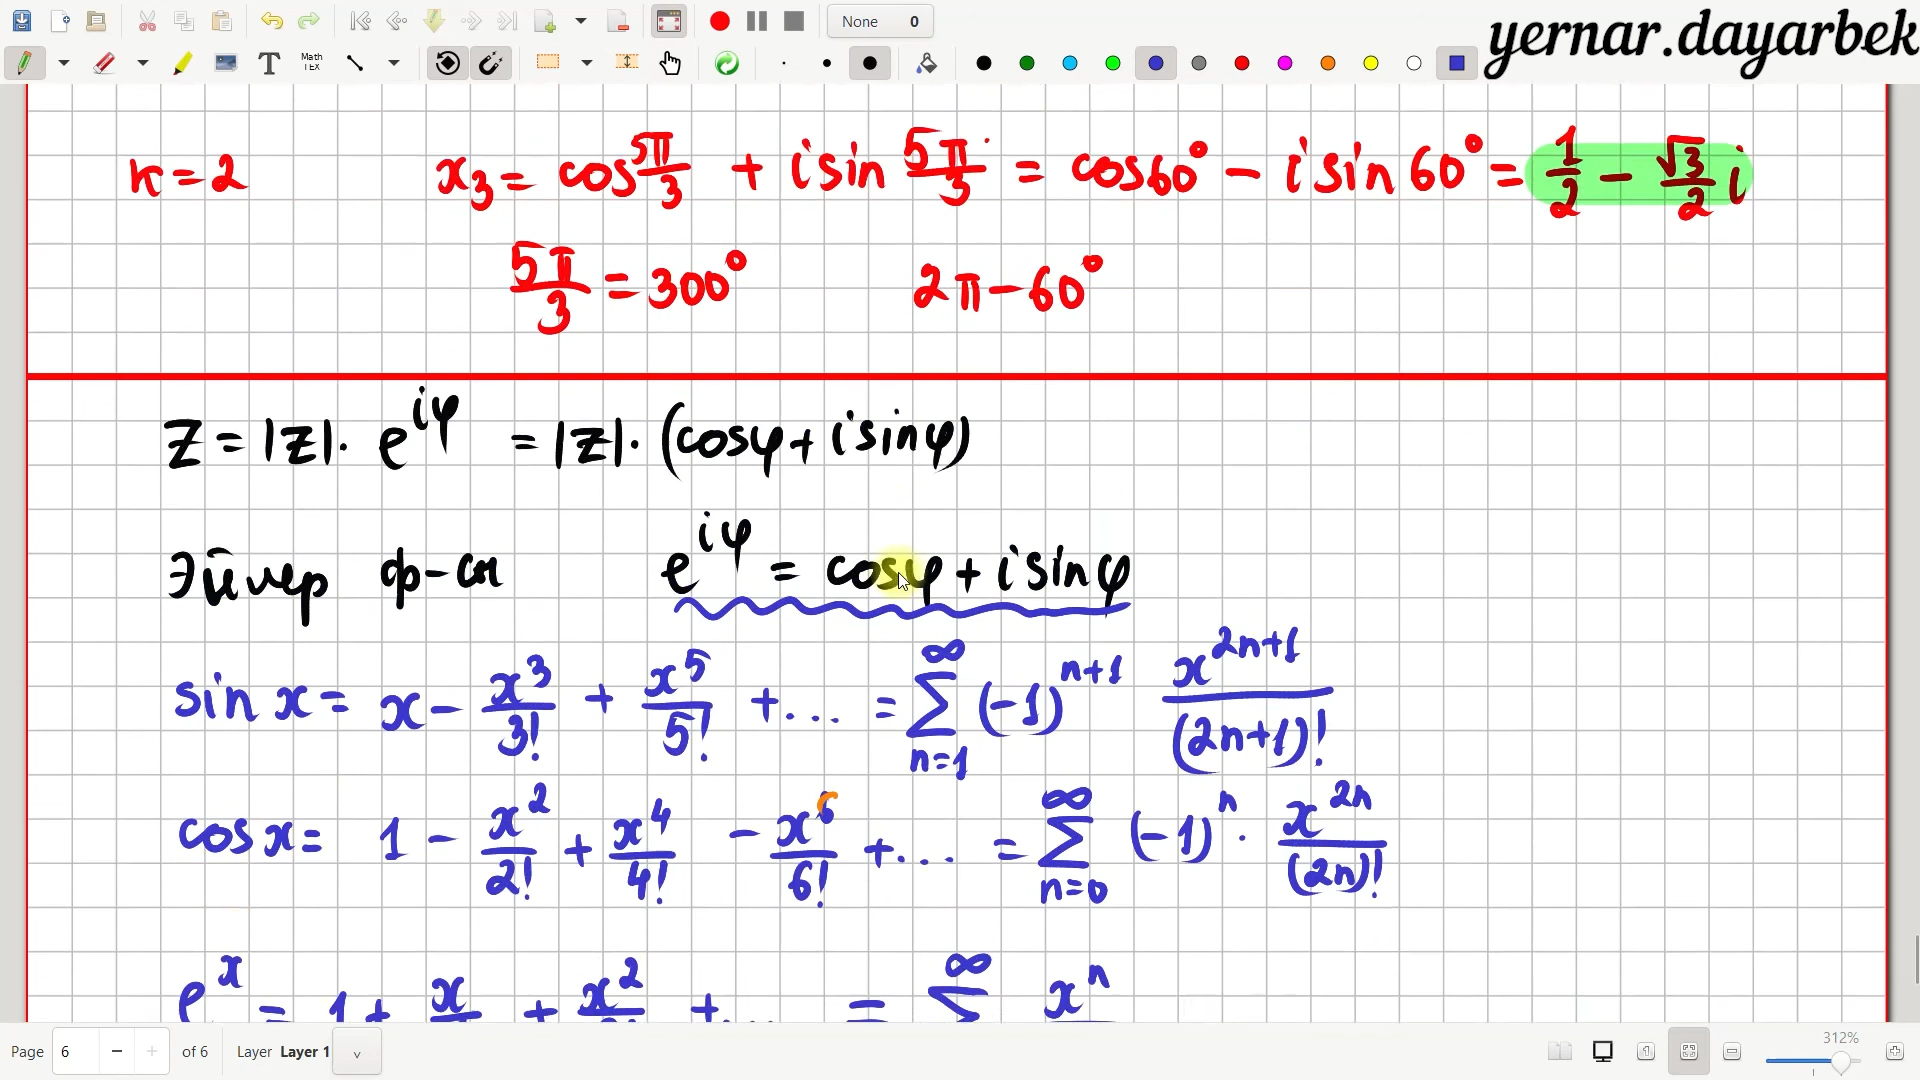 None 0
yernar.dayarbek
Math
TEX
k=2 x₃ = cos 5π/3 + i sin 5π/3 = cos60° − i sin 60° = 1/2 − √3/2 i
5π/3 = 300° 2π−60°
z = |z|· e^{iφ} = |z|· (cosφ + i sinφ)
Эйлер ф-сы e^{iφ} = cosφ + i sinφ
sin x = x − x³/3! + x⁵/5! + ... = ∑_{n=1}^{∞} (−1)^{n+1} x^{2n+1}/(2n+1)!
cos x = 1 − x²/2! + x⁴/4! − x⁶/6! + ... = ∑_{n=0}^{∞} (−1)^n · x^{2n}/(2n)!
e^x = 1 + x + x² + ... = ∑^{∞} x^n
Page 6 of 6 Layer Layer 1 312%